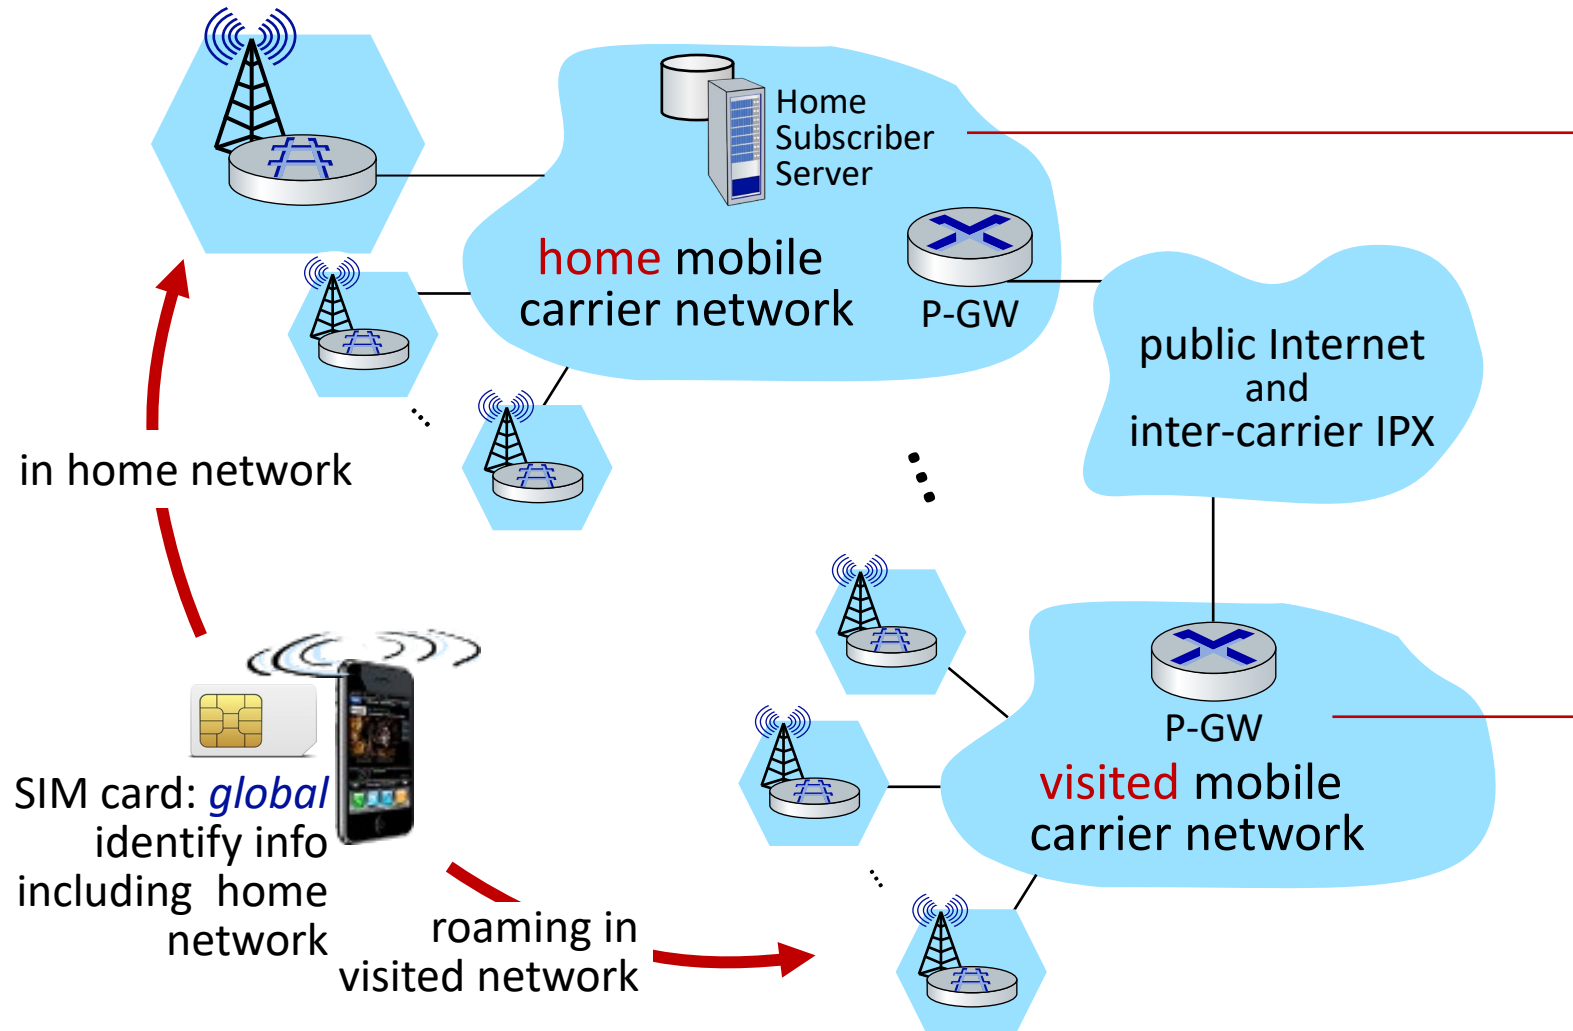 Home
Subscriber
Server
home mobile
carrier network
P-GW
public Internet
and
inter-carrier IPX
in home network
P-GW
visited mobile
carrier network
SIM card: global
identify info
including home
network
roaming in
visited network